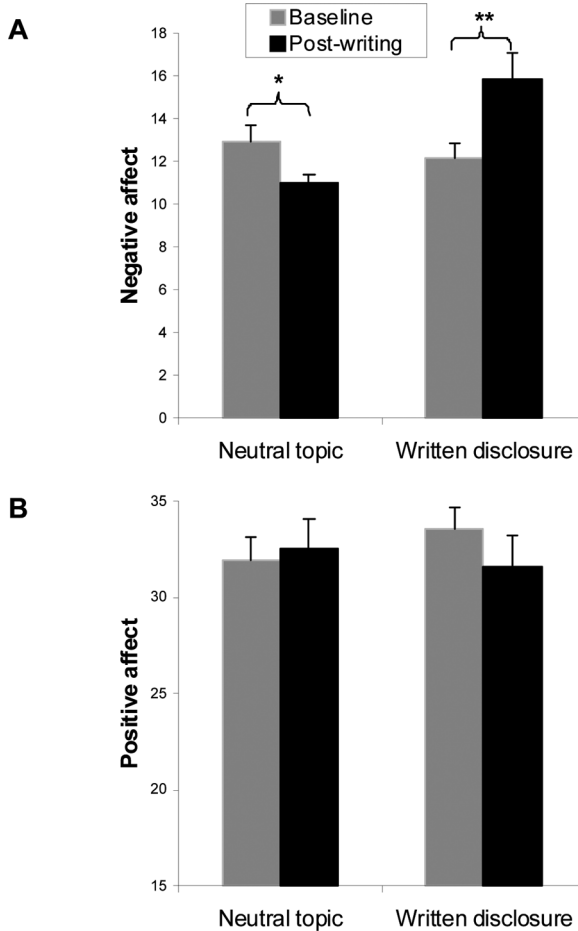 A
Baseline
Post-writing
Negative affect
18
16
14
12
10
8
6
4
2
0
*
**
Neutral topic
Written disclosure
B
Positive affect
35
30
25
20
15
Neutral topic
Written disclosure